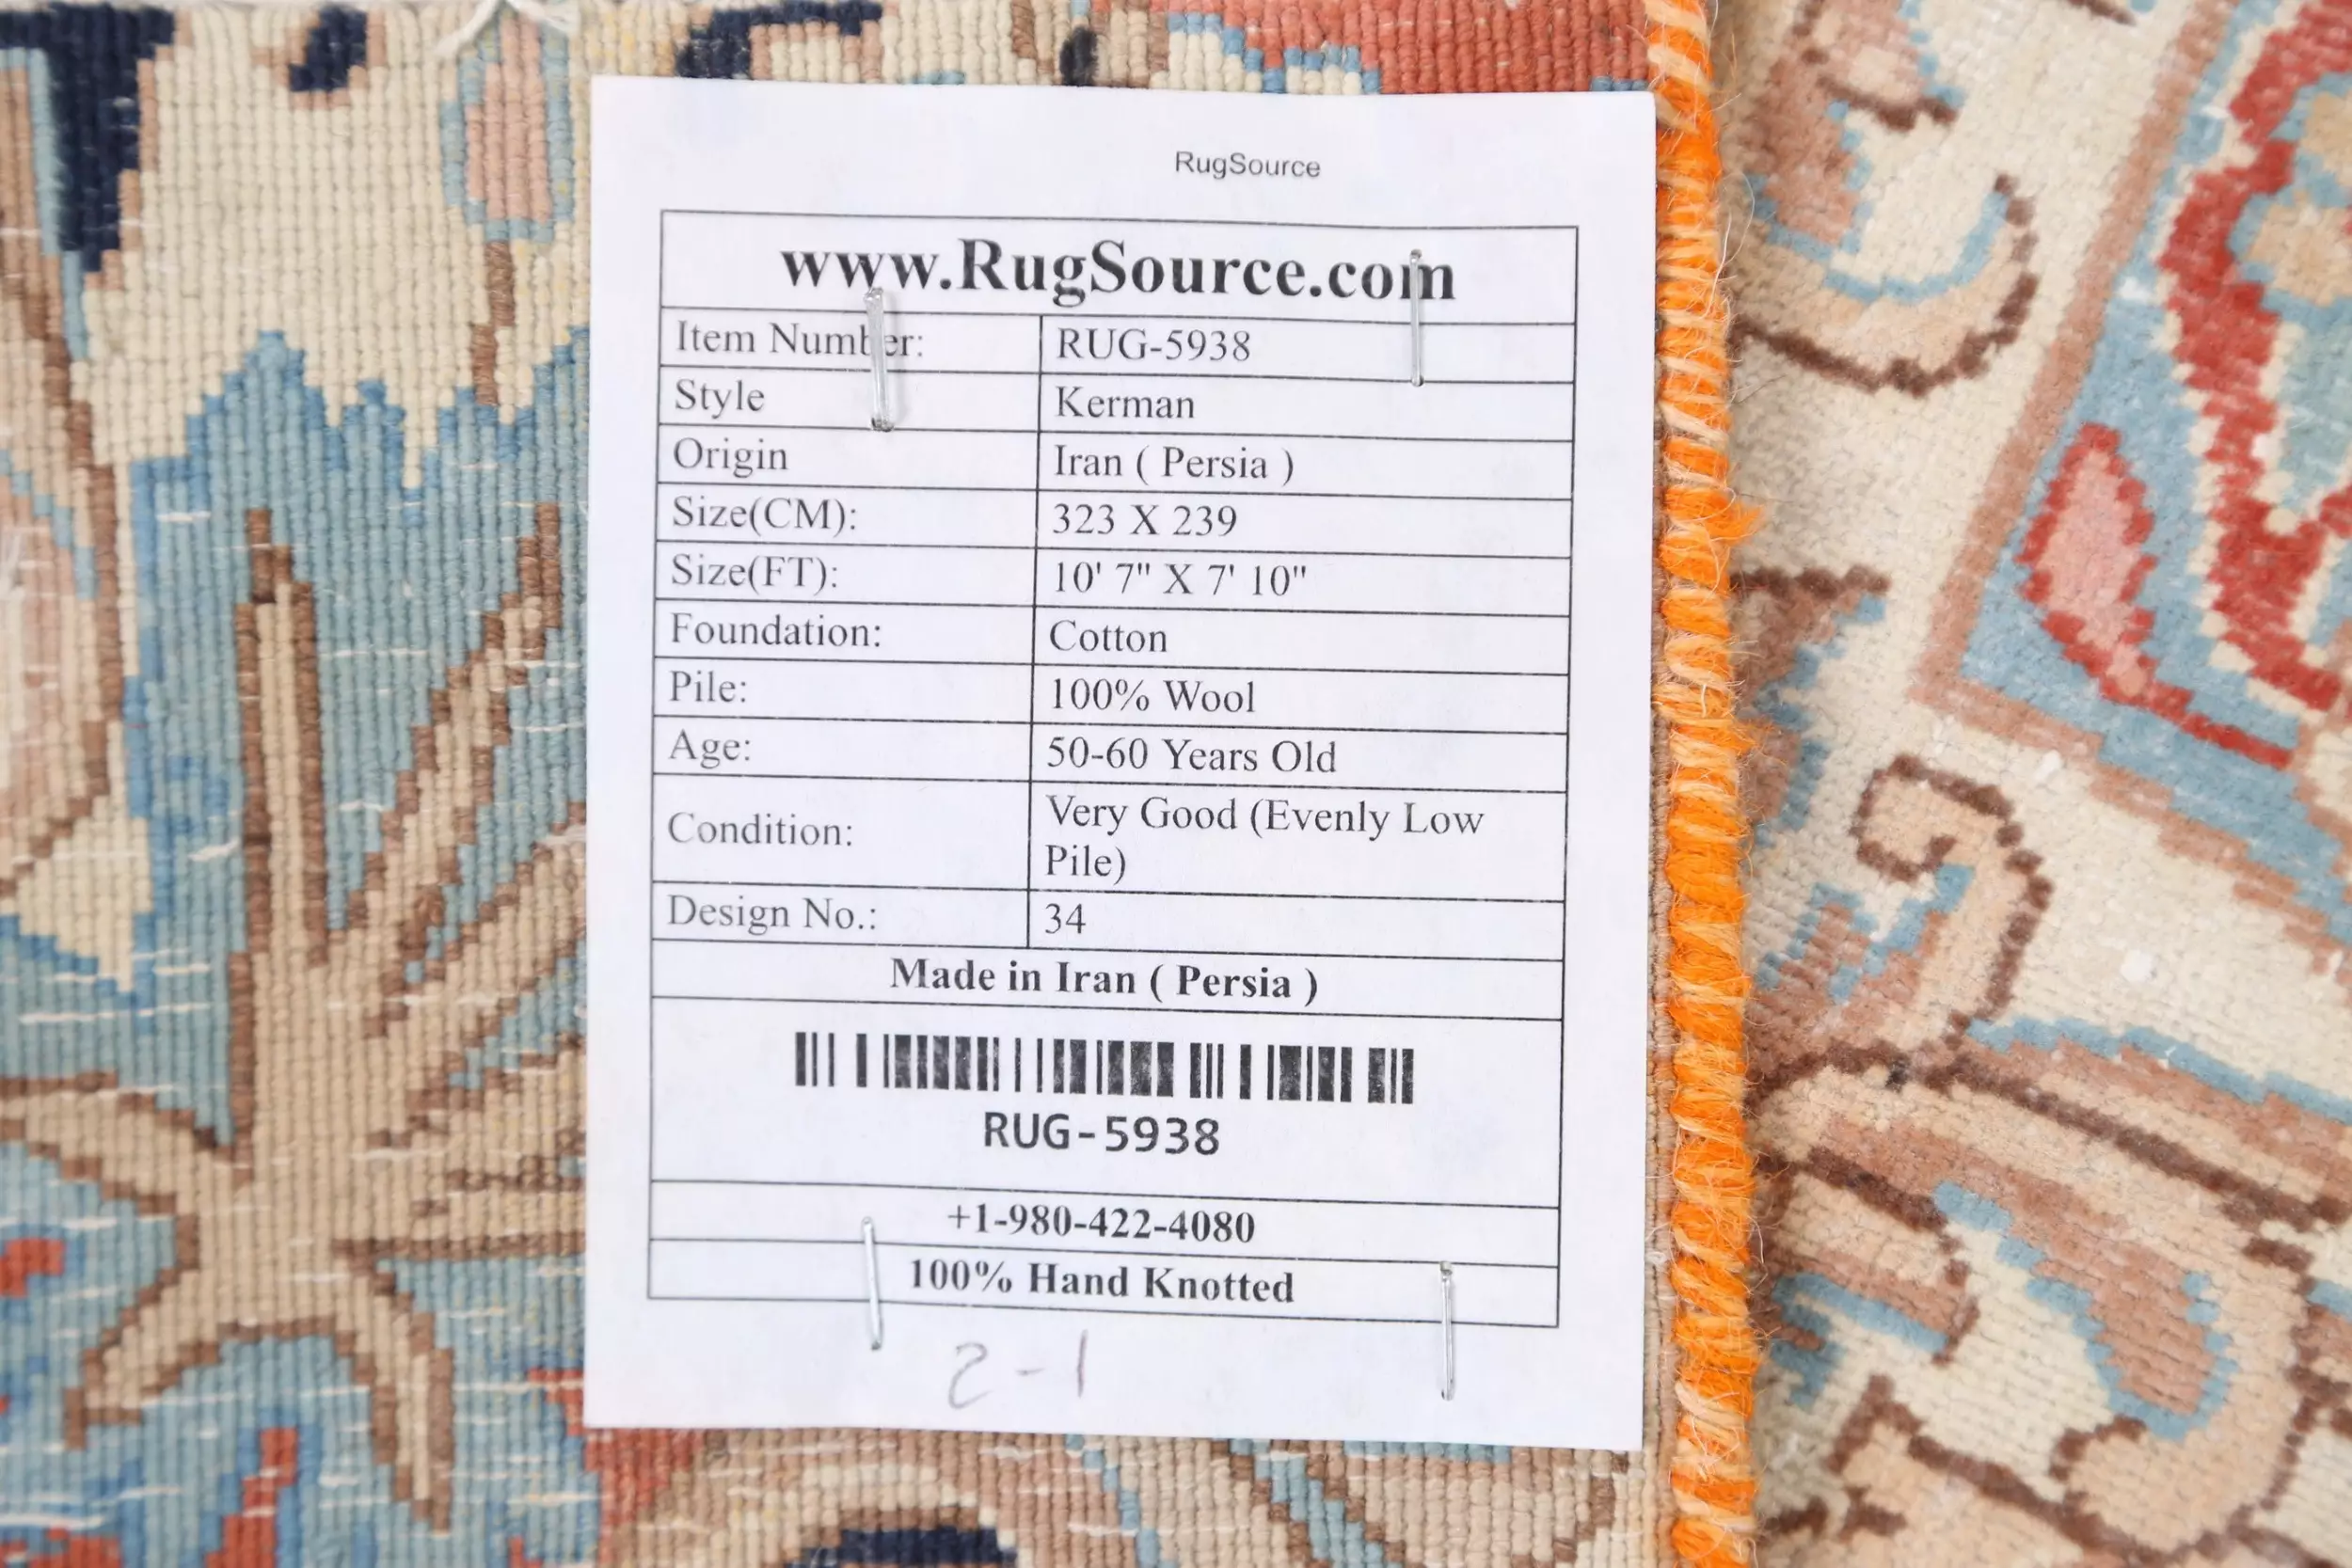 RugSource
www.RugSource.com
Item Number: RUG-5938
Style Kerman
Origin Iran ( Persia )
Size(CM): 323 X 239
Size(FT): 10' 7" X 7' 10"
Foundation: Cotton
Pile: 100% Wool
Age: 50-60 Years Old
Condition: Very Good (Evenly Low
Pile)
Design No.: 34
Made in Iran ( Persia )
RUG-5938
+1-980-422-4080
100% Hand Knotted
2-1